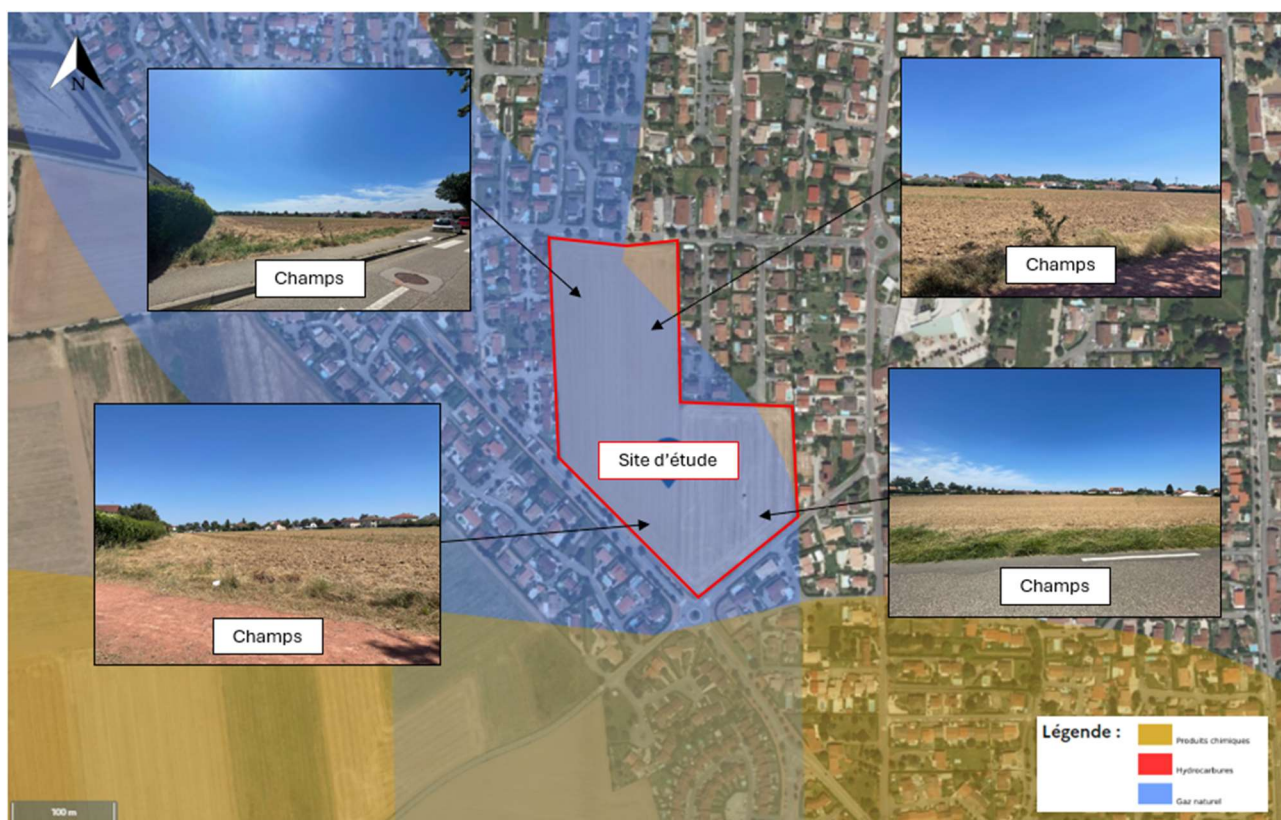 N
Champs
Champs
Site d'étude
Champs
Champs
Légende :
Produits chimiques
Hydrocarbures
Gaz naturel
100 m